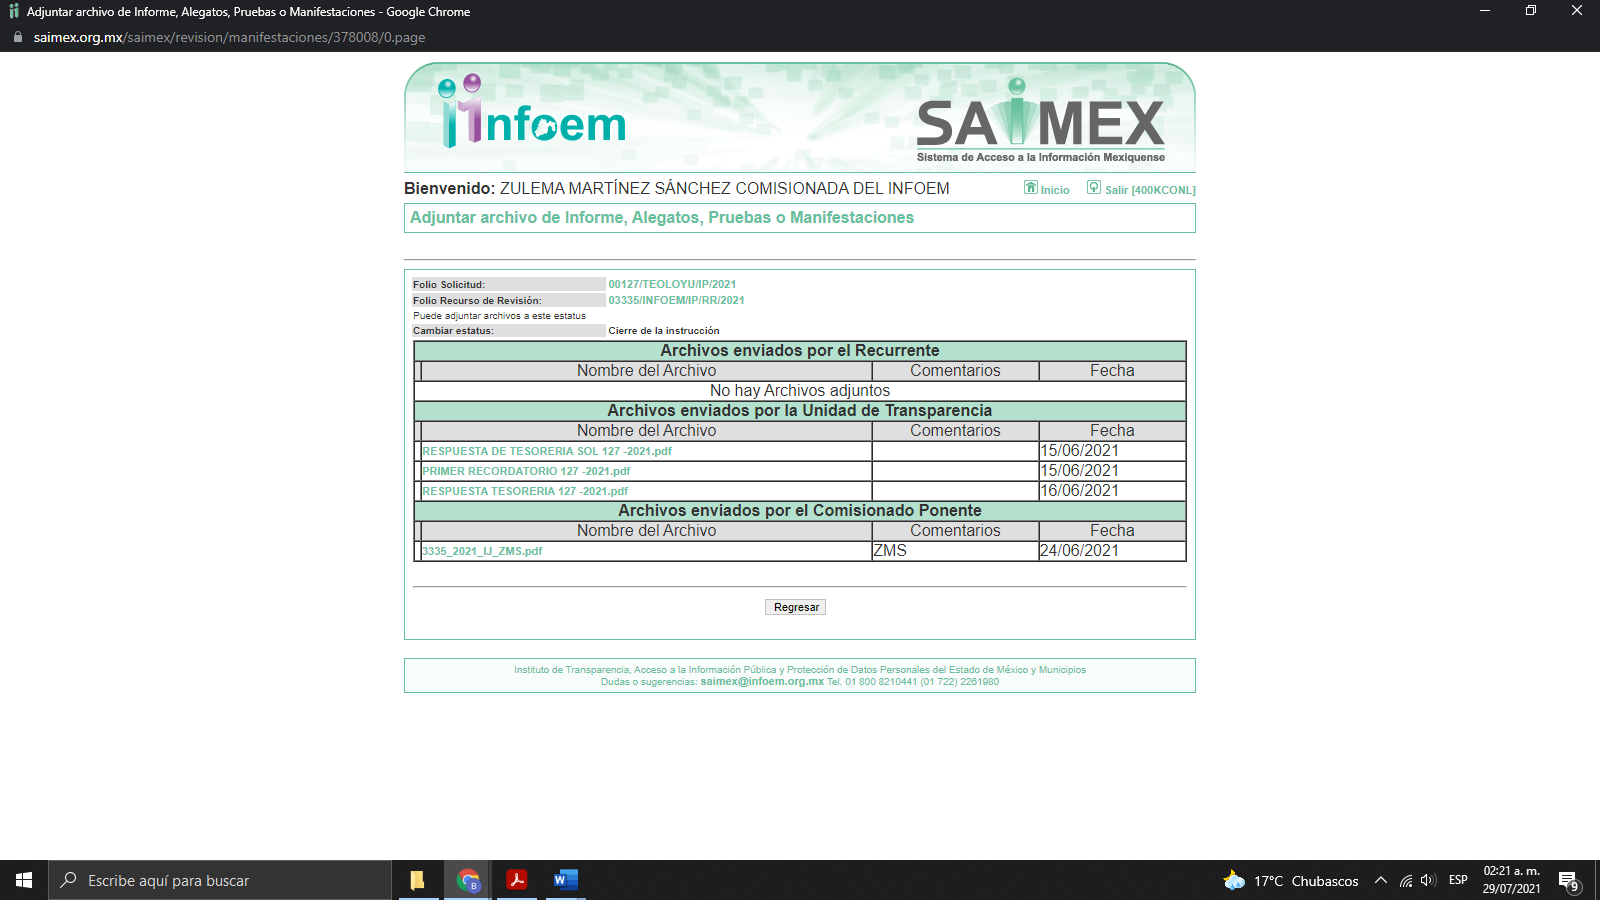 Adjuntar archivo de Informe, Alegatos, Pruebas o Manifestaciones - Google Chrome
saimex.org.mx/saimex/revision/manifestaciones/378008/0.page
infoem
SAIMEX
Sistema de Acceso a la Información Mexiquense
Bienvenido: ZULEMA MARTÍNEZ SÁNCHEZ COMISIONADA DEL INFOEM
Inicio
Salir [400KCONL]
Adjuntar archivo de Informe, Alegatos, Pruebas o Manifestaciones
Folio Solicitud: 00127/TEOLOYU/IP/2021
Folio Recurso de Revisión: 03335/INFOEM/IP/RR/2021
Puede adjuntar archivos a este estatus
Cambiar estatus: Cierre de la instrucción
Archivos enviados por el Recurrente
Nombre del Archivo Comentarios Fecha
No hay Archivos adjuntos
Archivos enviados por la Unidad de Transparencia
Nombre del Archivo Comentarios Fecha
RESPUESTA DE TESORERIA SOL 127 -2021.pdf 15/06/2021
PRIMER RECORDATORIO 127 -2021.pdf 15/06/2021
RESPUESTA TESORERIA 127 -2021.pdf 16/06/2021
Archivos enviados por el Comisionado Ponente
Nombre del Archivo Comentarios Fecha
3335_2021_IJ_ZMS.pdf ZMS 24/06/2021
Regresar
Instituto de Transparencia, Acceso a la Información Pública y Protección de Datos Personales del Estado de México y Municipios
Dudas o sugerencias: saimex@infoem.org.mx Tel. 01 800 8210441 (01 722) 2261980
Escribe aquí para buscar
B
W
17°C Chubascos
ESP
02:21 a. m.
29/07/2021
9